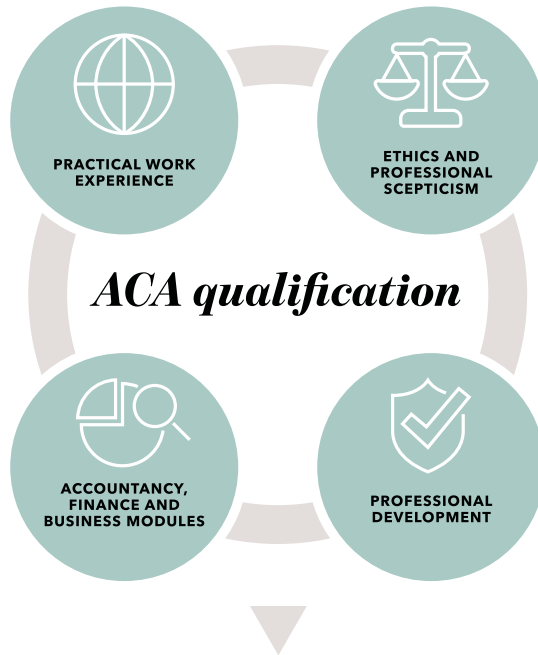 PRACTICAL WORK
EXPERIENCE
ETHICS AND
PROFESSIONAL
SCEPTICISM
ACA qualification
ACCOUNTANCY,
FINANCE AND
BUSINESS MODULES
PROFESSIONAL
DEVELOPMENT